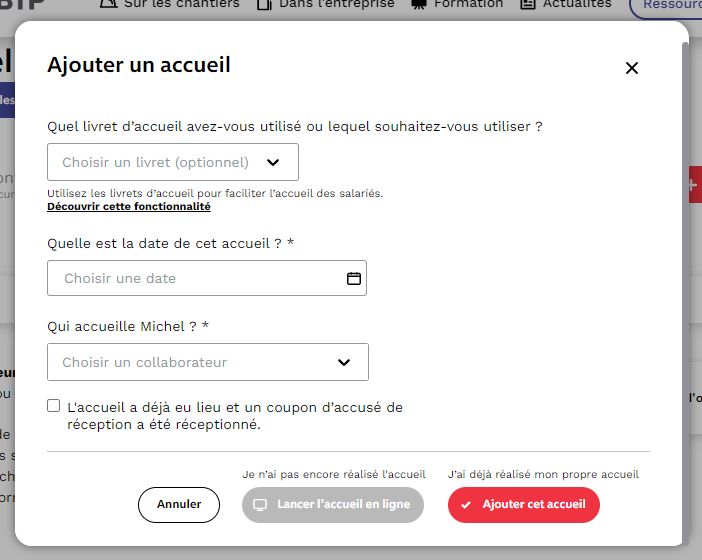 BTP
Sur les chantiers
Dans l'entreprise
Formation
Actualités
Ressourc
Ajouter un accueil
Quel livret d’accueil avez-vous utilisé ou lequel souhaitez-vous utiliser ?
Choisir un livret (optionnel)
Utilisez les livrets d’accueil pour faciliter l’accueil des salariés.
Découvrir cette fonctionnalité
Quelle est la date de cet accueil ? *
Choisir une date
Qui accueille Michel ? *
Choisir un collaborateur
L'accueil a déjà eu lieu et un coupon d’accusé de
réception a été réceptionné.
Je n’ai pas encore réalisé l’accueil
J’ai déjà réalisé mon propre accueil
Annuler
Lancer l’accueil en ligne
Ajouter cet accueil